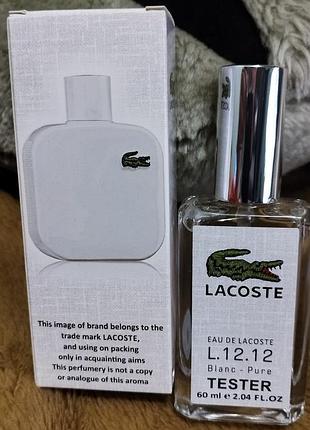 This image of brand belongs to the
trade mark LACOSTE,
and using on packing
only in acquainting aims
This perfumery is not a copy
or analogue of this aroma
LACOSTE
EAU DE LACOSTE
L.12.12
Blanc - Pure
TESTER
60 ml ℮ 2.04 FL.OZ